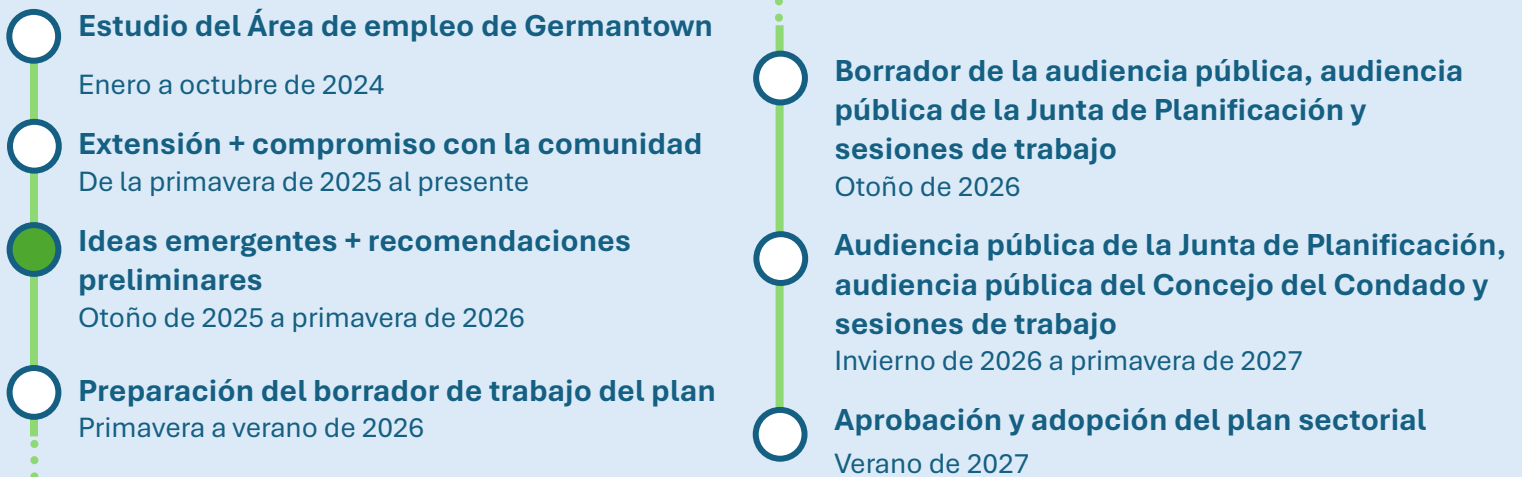 Estudio del Área de empleo de Germantown
Enero a octubre de 2024
Extensión + compromiso con la comunidad
De la primavera de 2025 al presente
Ideas emergentes + recomendaciones
preliminares
Otoño de 2025 a primavera de 2026
Preparación del borrador de trabajo del plan
Primavera a verano de 2026
Borrador de la audiencia pública, audiencia
pública de la Junta de Planificación y
sesiones de trabajo
Otoño de 2026
Audiencia pública de la Junta de Planificación,
audiencia pública del Concejo del Condado y
sesiones de trabajo
Invierno de 2026 a primavera de 2027
Aprobación y adopción del plan sectorial
Verano de 2027